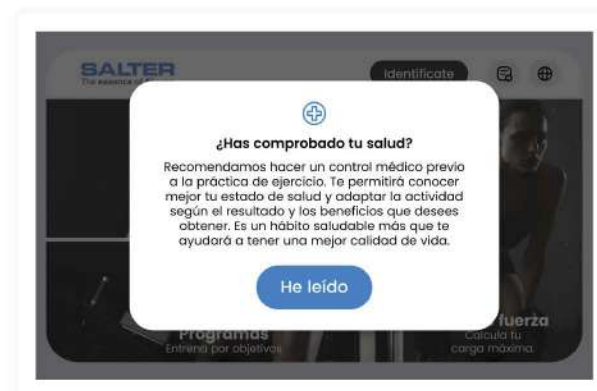 SALTER
The essence of
Identifícate
¿Has comprobado tu salud?
Recomendamos hacer un control médico previo
a la práctica de ejercicio. Te permitirá conocer
mejor tu estado de salud y adaptar la actividad
según el resultado y los beneficios que desees
obtener. Es un hábito saludable más que te
ayudará a tener una mejor calidad de vida.
He leído
Programas
Entrena por objetivos
fuerza
Calcula tu
carga máxima.